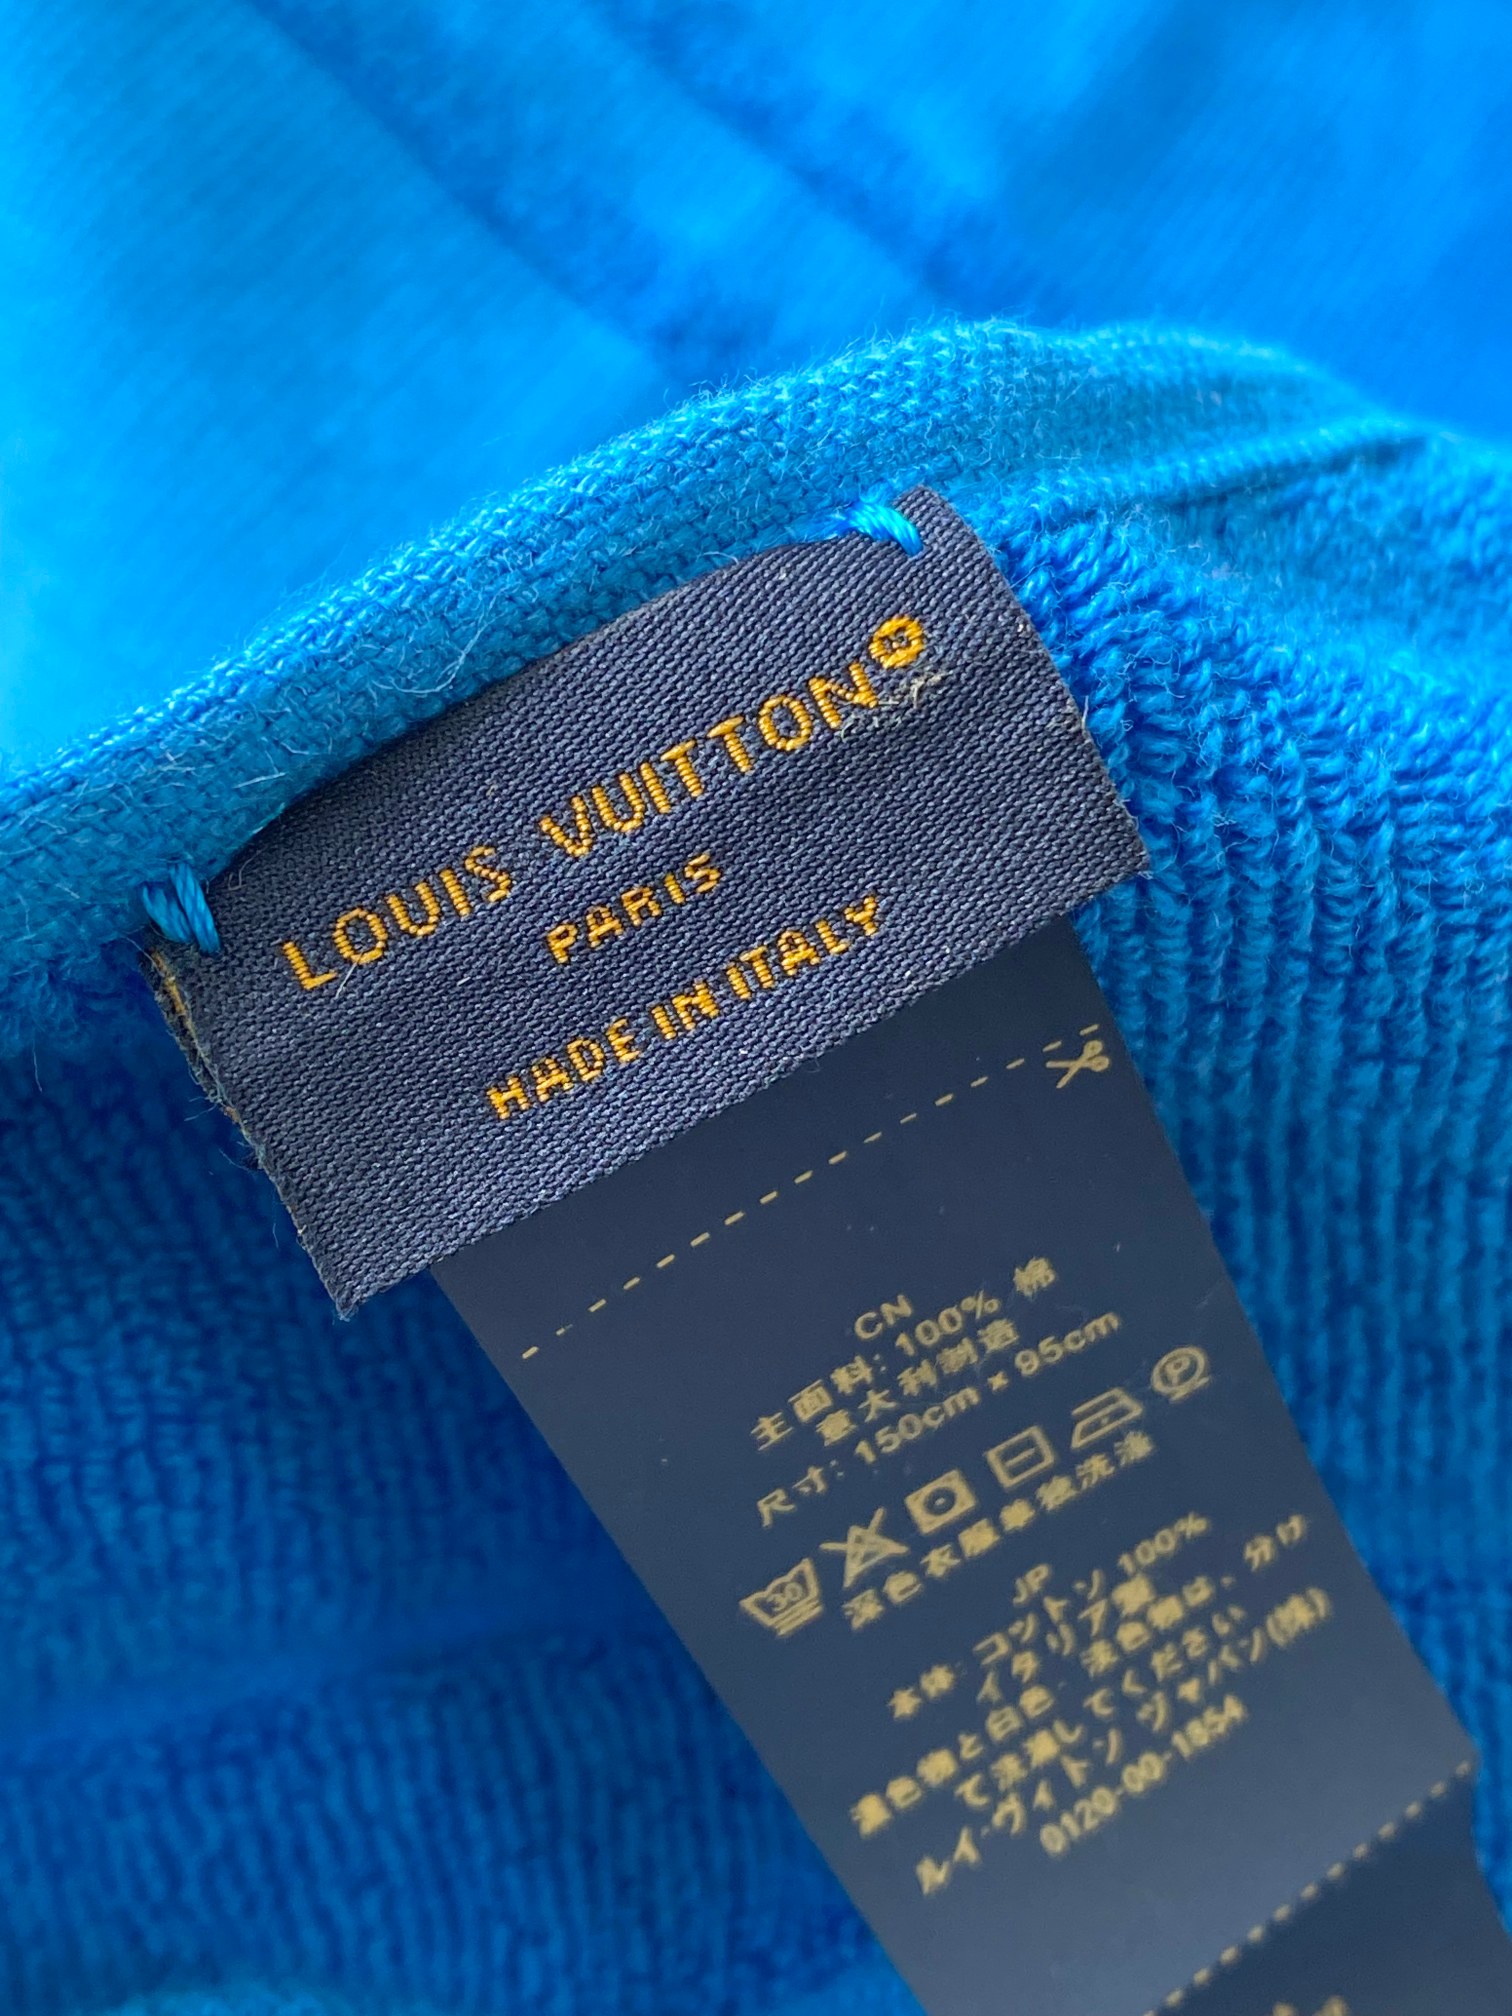 LOUIS VUITTON®
PARIS
MADE IN ITALY
CN
主面料: 100% 棉
意大利制造
尺寸: 150cm x 95cm
30
P
深色衣服单独洗涤
JP
本体: コットン 100%
イタリア製
濃色物と白色・淡色物は、分け
て洗濯してください
ルイ・ヴィトン ジャパン(株)
0120-00-1854